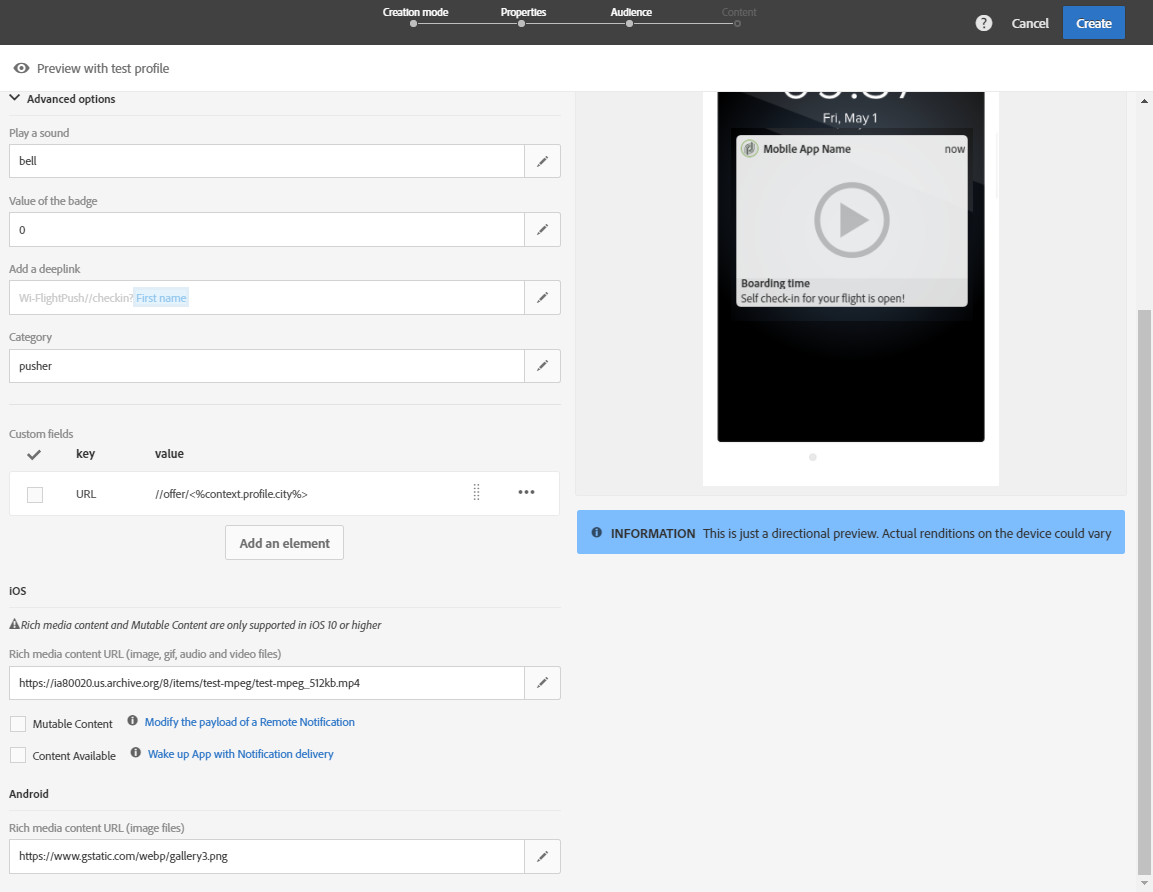 Creation mode
Properties
Audience
Content
?
Cancel
Create
Preview with test profile
Advanced options
Play a sound
bell
Value of the badge
0
Add a deeplink
Wi-FlightPush//checkin? First name
Category
pusher
Custom fields
key value
URL //offer/<%context.profile.city%>
Add an element
iOS
Rich media content and Mutable Content are only supported in iOS 10 or higher
Rich media content URL (image, gif, audio and video files)
https://ia80020.us.archive.org/8/items/test-mpeg/test-mpeg_512kb.mp4
Mutable Content Modify the payload of a Remote Notification
Content Available Wake up App with Notification delivery
Android
Rich media content URL (image files)
https://www.gstatic.com/webp/gallery3.png
Fri, May 1
Mobile App Name now
Boarding time
Self check-in for your flight is open!
INFORMATION This is just a directional preview. Actual renditions on the device could vary